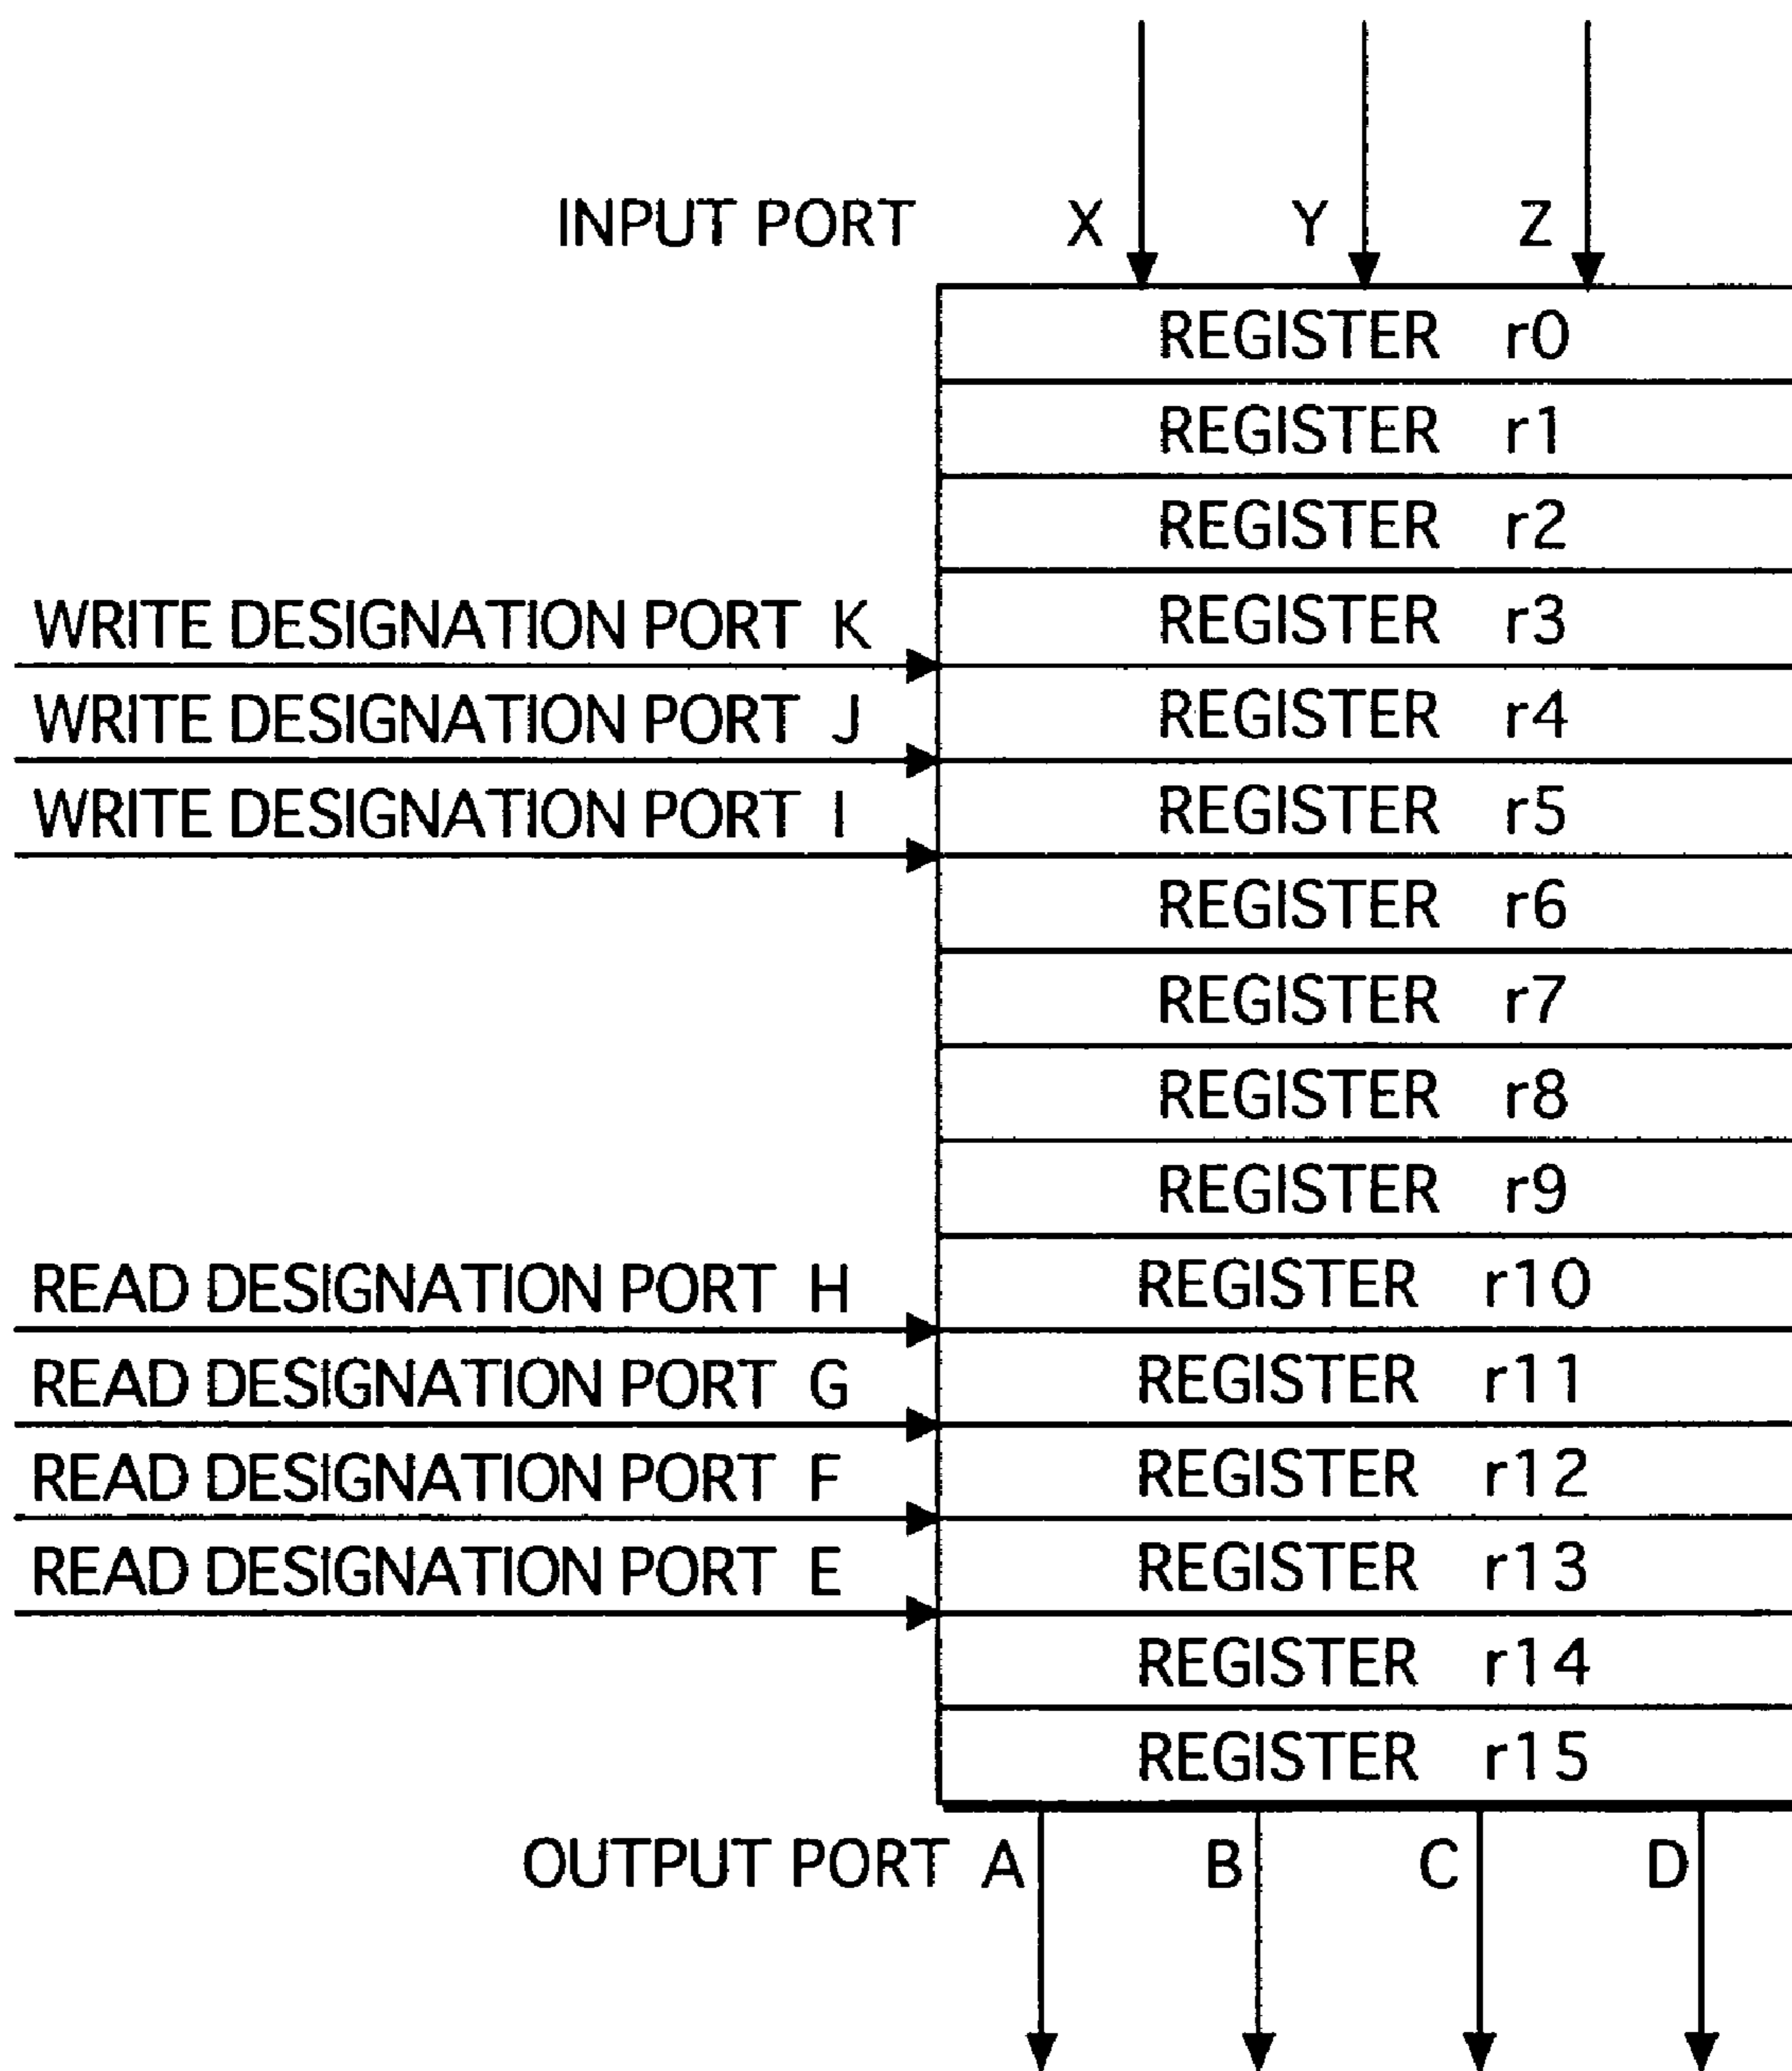 INPUT PORT X Y Z
REGISTER r0
REGISTER r1
REGISTER r2
WRITE DESIGNATION PORT K REGISTER r3
WRITE DESIGNATION PORT J REGISTER r4
WRITE DESIGNATION PORT I REGISTER r5
REGISTER r6
REGISTER r7
REGISTER r8
REGISTER r9
READ DESIGNATION PORT H REGISTER r10
READ DESIGNATION PORT G REGISTER r11
READ DESIGNATION PORT F REGISTER r12
READ DESIGNATION PORT E REGISTER r13
REGISTER r14
REGISTER r15
OUTPUT PORT A B C D